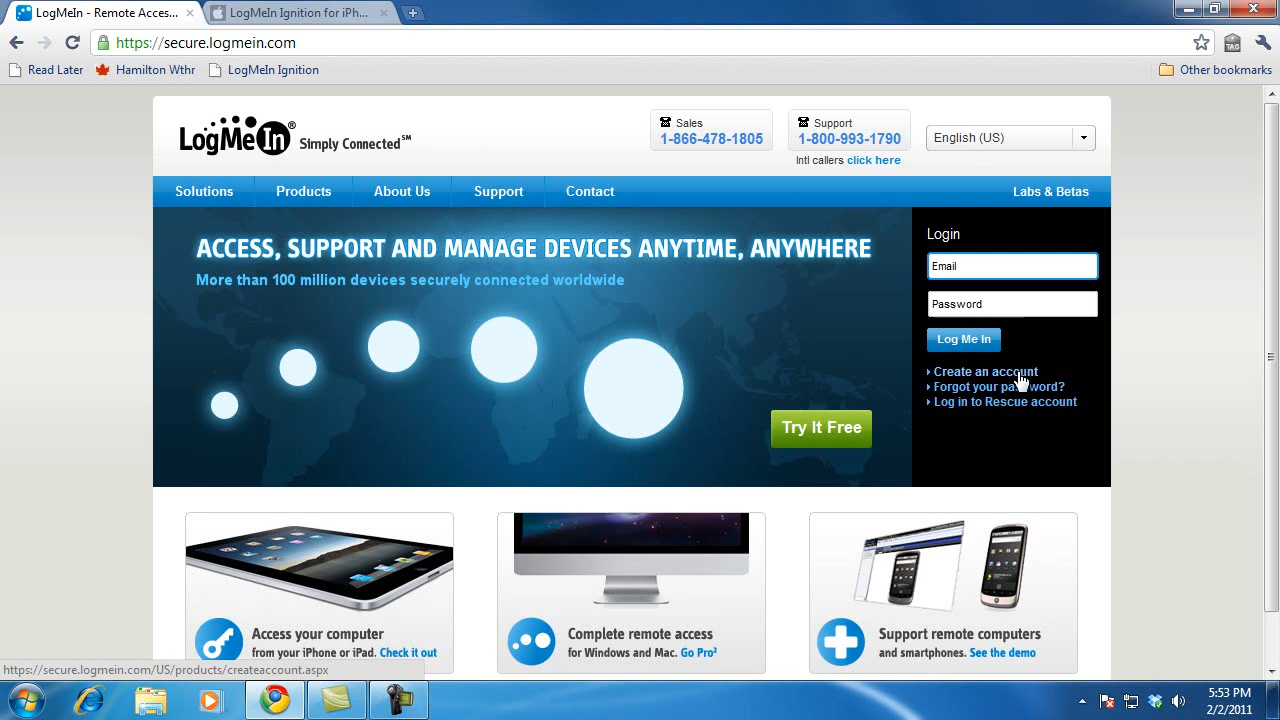 LogMeIn - Remote Acces...
LogMeIn Ignition for iPh...
https://secure.logmein.com
TAG
Read Later
Hamilton Wthr
LogMeIn Ignition
Other bookmarks
LogMeIn® Simply Connected℠
Sales
1-866-478-1805
Support
1-800-993-1790
Intl callers click here
English (US)
Solutions
Products
About Us
Support
Contact
Labs & Betas
ACCESS, SUPPORT AND MANAGE DEVICES ANYTIME, ANYWHERE
More than 100 million devices securely connected worldwide
Try It Free
Login
Email
Password
Log Me In
Create an account
Forgot your password?
Log in to Rescue account
Access your computer
from your iPhone or iPad. Check it out
Complete remote access
for Windows and Mac. Go Pro²
Support remote computers
and smartphones. See the demo
https://secure.logmein.com/US/products/createaccount.aspx
5:53 PM
2/2/2011